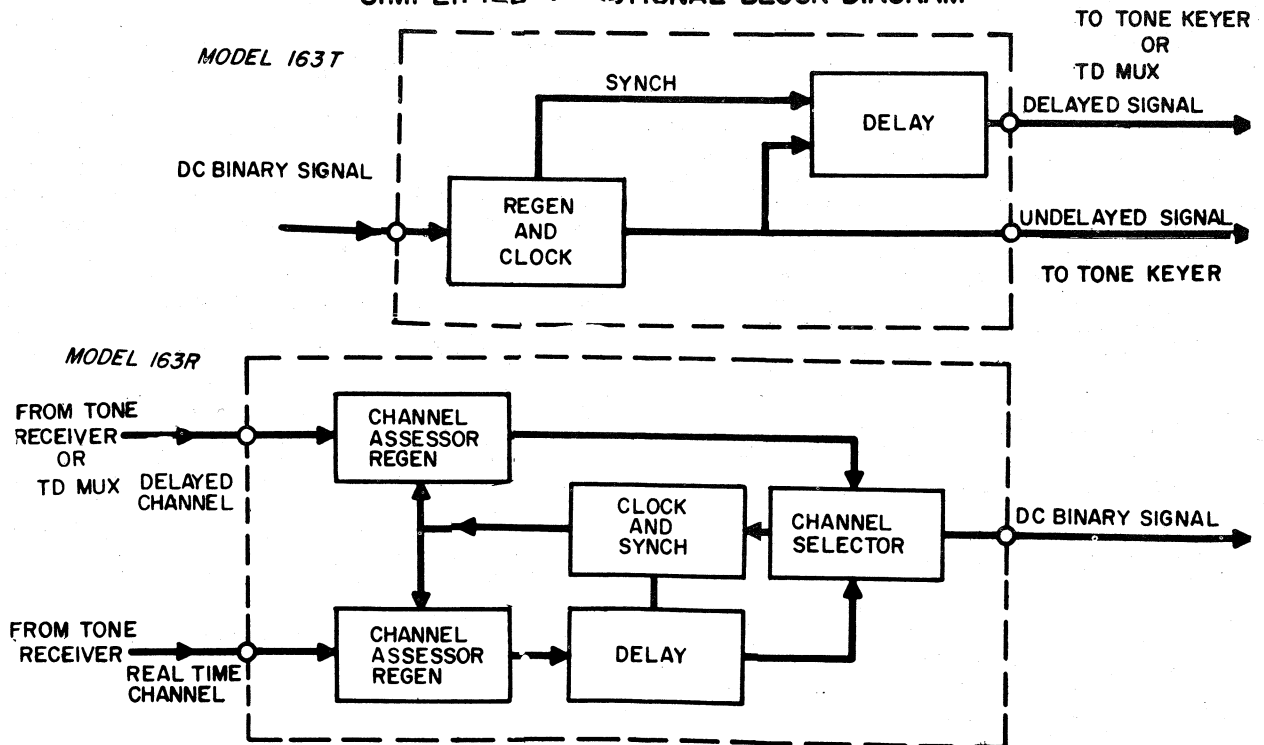 BLOCK DIAGRAM
MODEL 163T
TO TONE KEYER
OR
TD MUX
SYNCH
DELAY
DELAYED SIGNAL
DC BINARY SIGNAL
REGEN
AND
CLOCK
UNDELAYED SIGNAL
TO TONE KEYER
MODEL 163R
FROM TONE
RECEIVER
OR
TD MUX
DELAYED
CHANNEL
CHANNEL
ASSESSOR
REGEN
CLOCK
AND
SYNCH
CHANNEL
SELECTOR
DC BINARY SIGNAL
FROM TONE
RECEIVER
REAL TIME
CHANNEL
CHANNEL
ASSESSOR
REGEN
DELAY